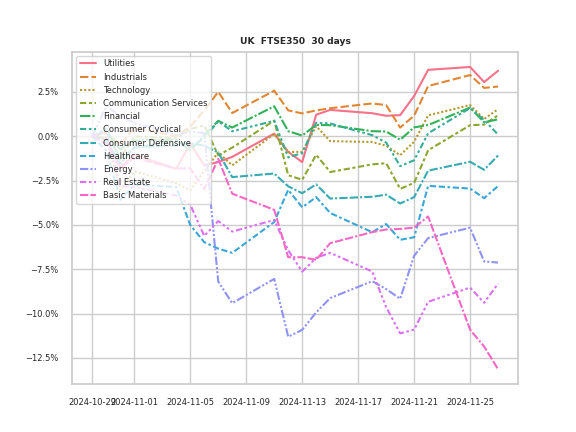 UK FTSE350 30 days
Utilities
Industrials
Technology
Communication Services
Financial
Consumer Cyclical
Consumer Defensive
Healthcare
Energy
Real Estate
Basic Materials
2.5%
0.0%
−2.5%
−5.0%
−7.5%
−10.0%
−12.5%
2024-10-29
2024-11-01
2024-11-05
2024-11-09
2024-11-13
2024-11-17
2024-11-21
2024-11-25